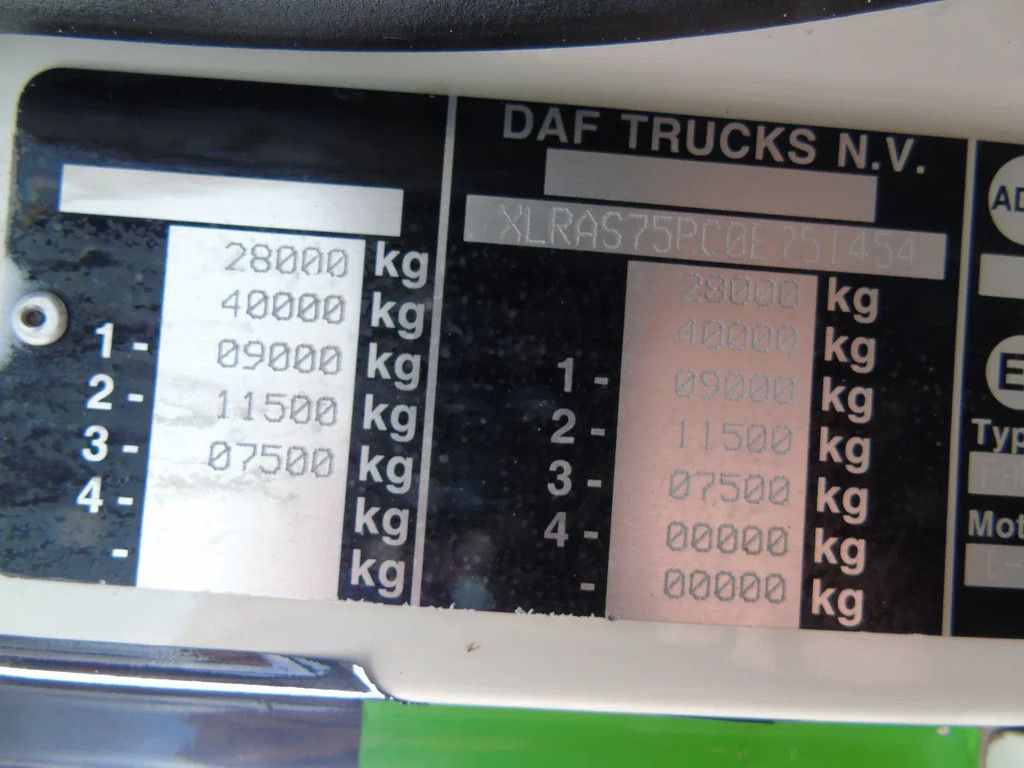 28000 kg
40000 kg
1- 09000 kg
2- 11500 kg
3- 07500 kg
4- kg
- kg
DAF TRUCKS N.V.
XLRAS75PC0E751454
28000 kg
40000 kg
1- 09000 kg
2- 11500 kg
3- 07500 kg
4- 00000 kg
- 00000 kg
AD
E
Typ
Mot